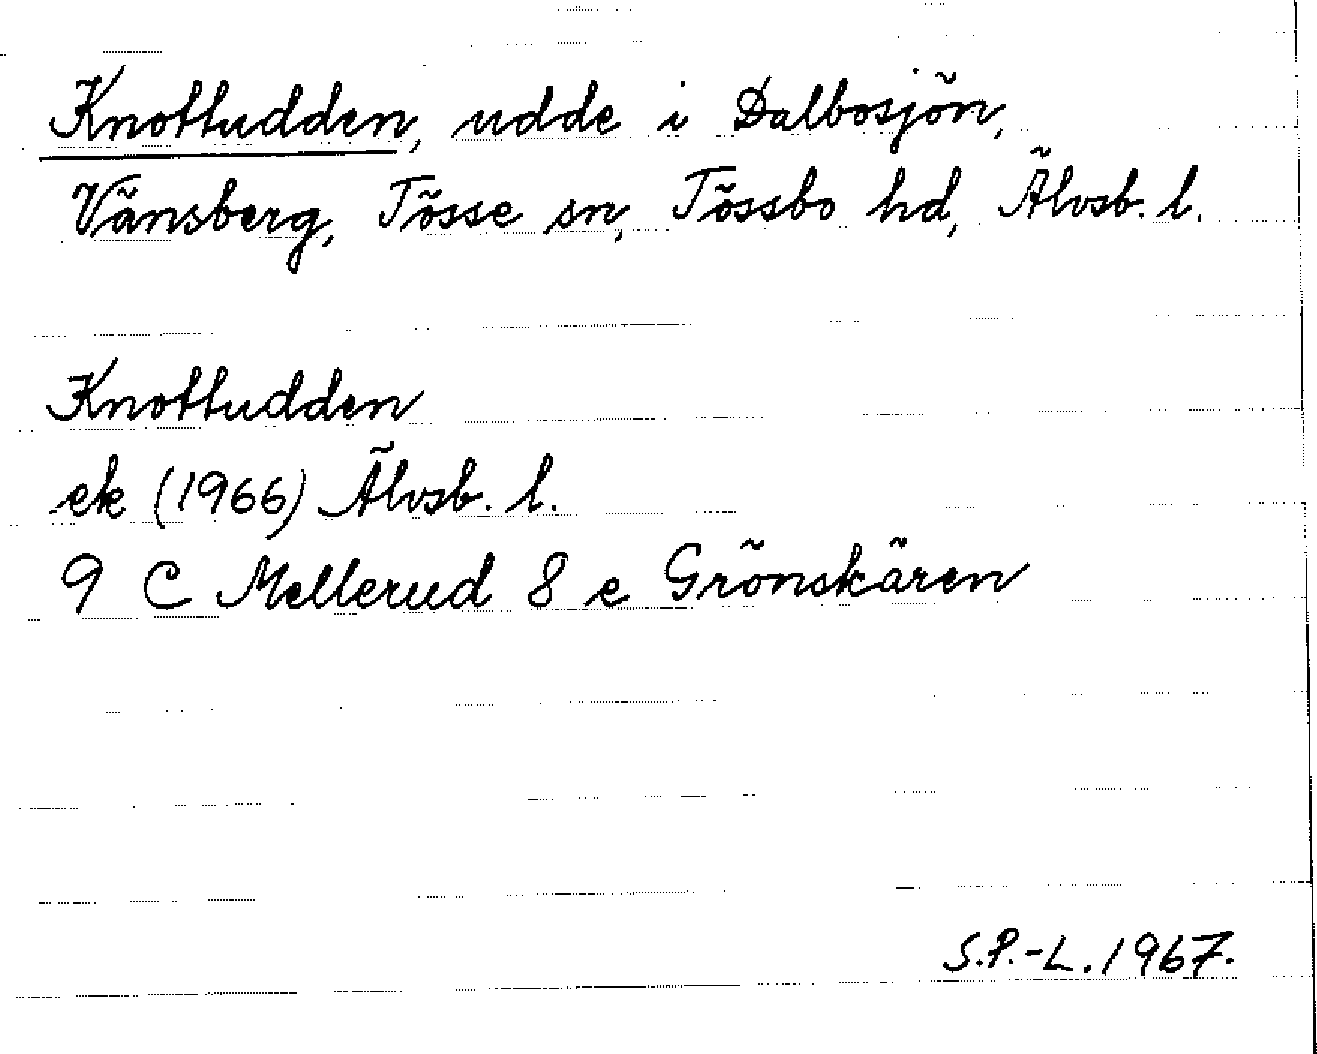 Knottudden, udde i Dalbosjön,
Vänsberg, Tösse sn, Tössbo hd, Älvsb. l.
Knottudden
ek (1966) Älvsb. l.
9 C Mellerud 8 e Grönskären
S.P.-L. 1967.